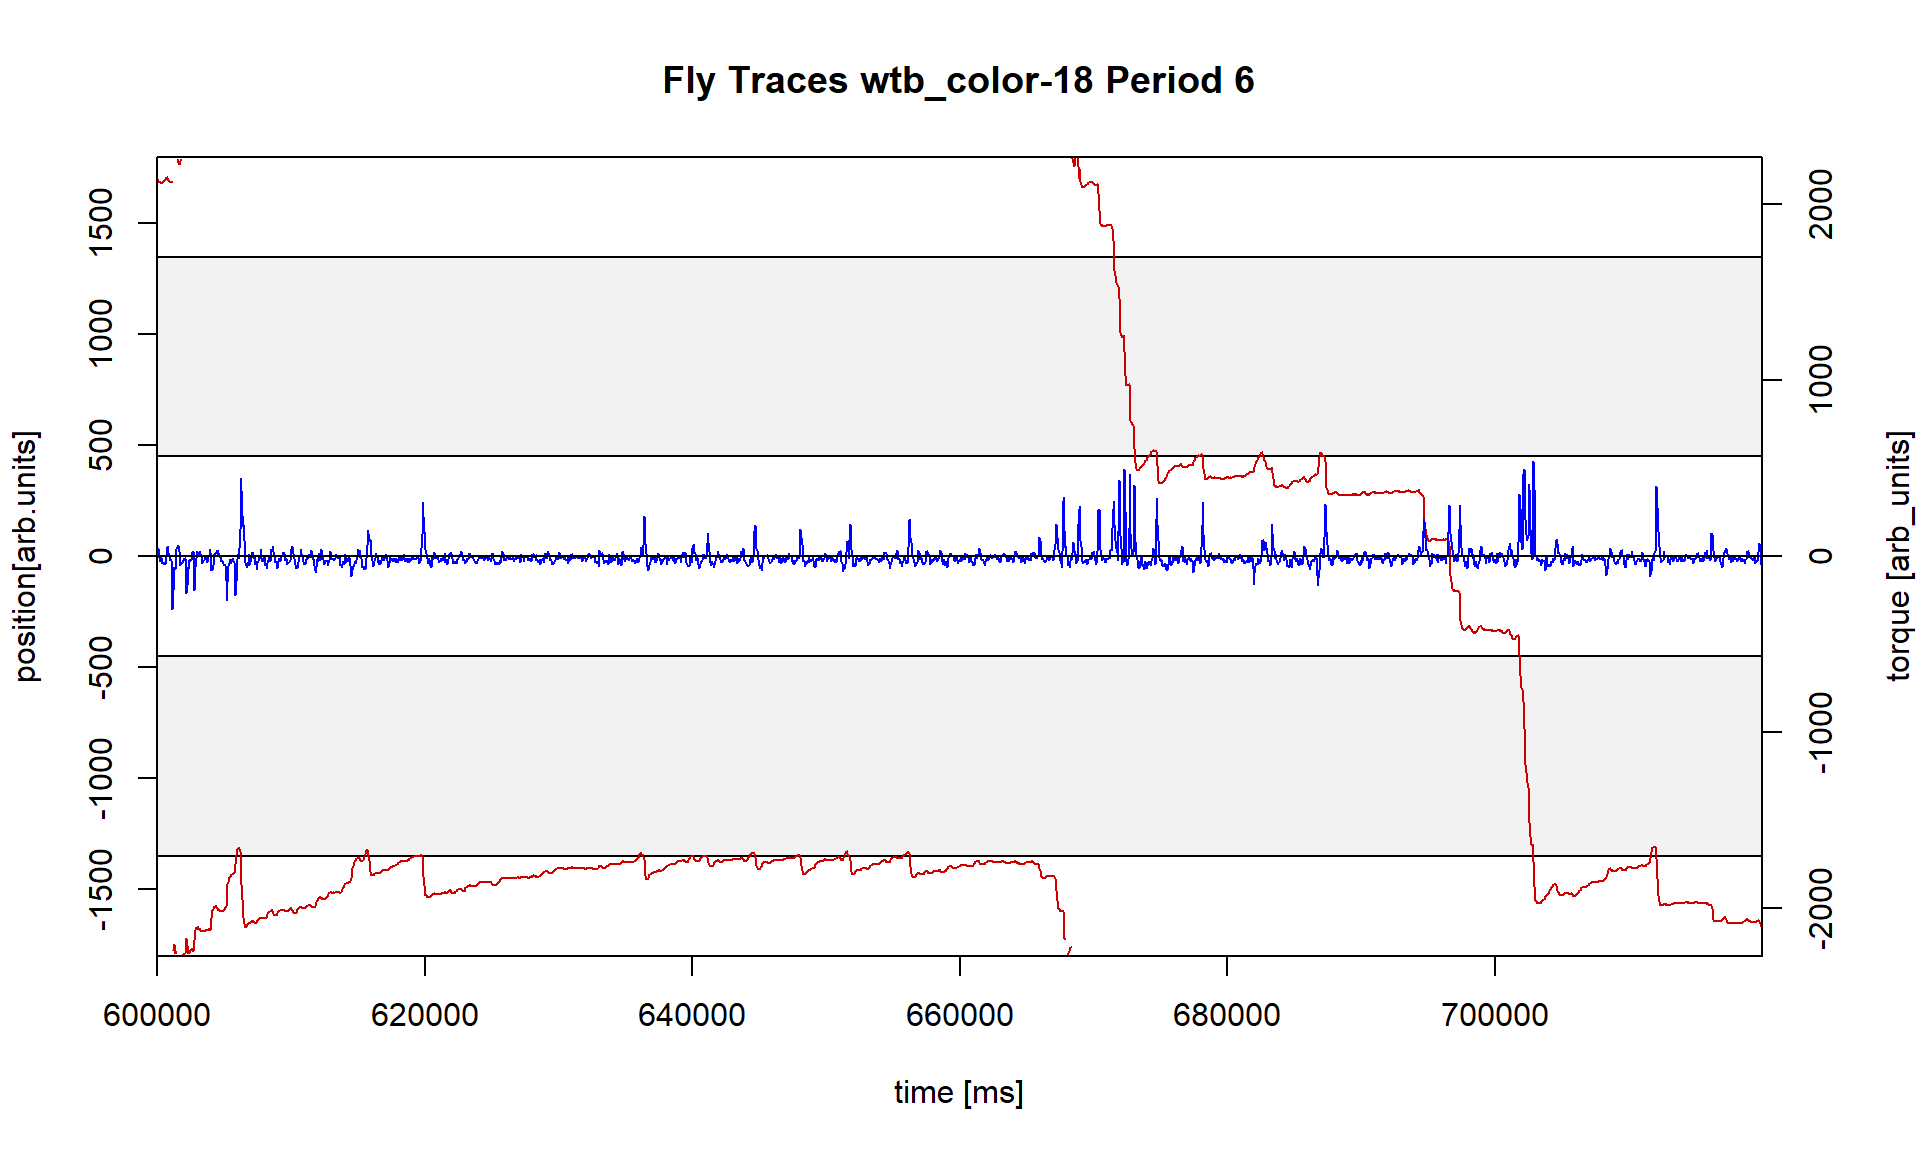 Fly Traces wtb_color-18 Period 6
position[arb.units]
1500
1000
500
0
-500
-1000
-1500
2000
1000
0
-1000
-2000
torque [arb_units]
600000 620000 640000 660000 680000 700000
time [ms]